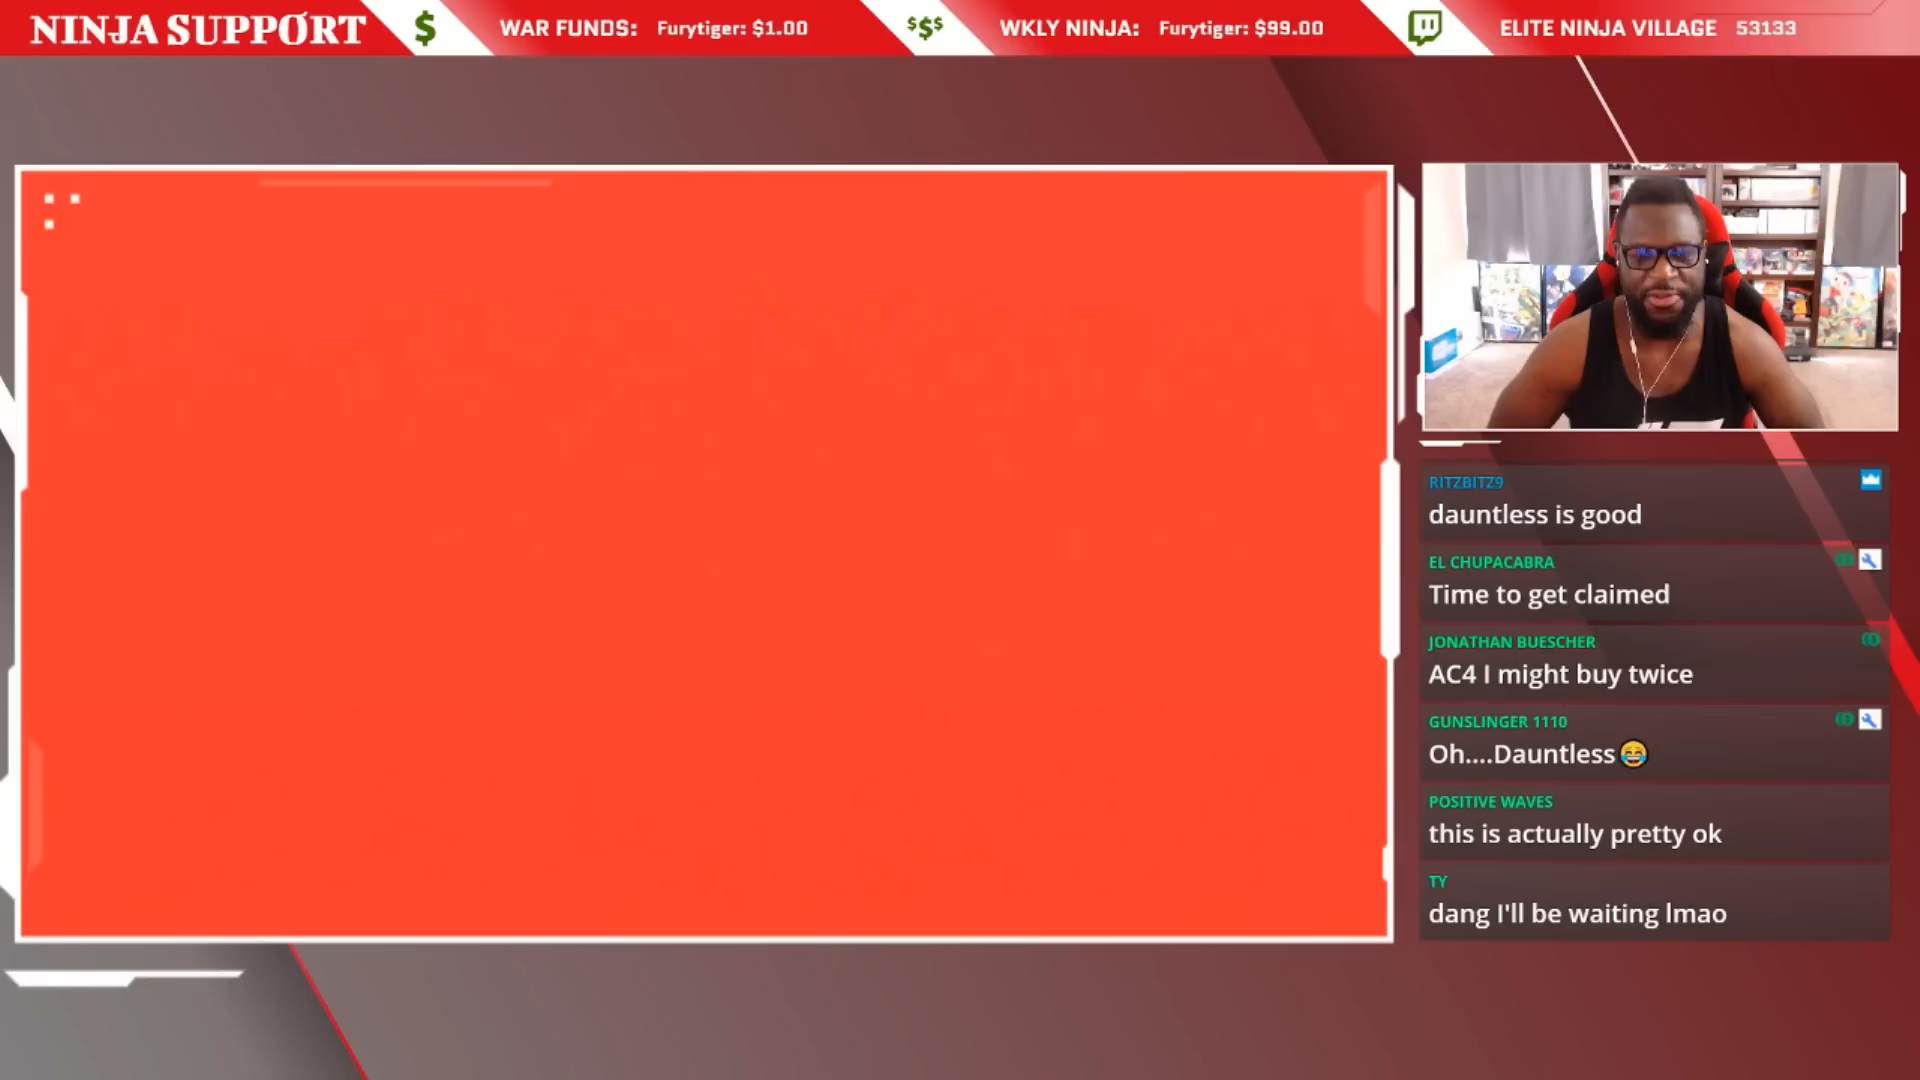 NINJA SUPPORT $ WAR FUNDS: Furytiger: $1.00 $$$ WKLY NINJA: Furytiger: $99.00 ELITE NINJA VILLAGE 53133
RITZBITZ9
dauntless is good
EL CHUPACABRA
Time to get claimed
JONATHAN BUESCHER
AC4 I might buy twice
GUNSLINGER 1110
Oh....Dauntless😂
POSITIVE WAVES
this is actually pretty ok
TY
dang I'll be waiting lmao